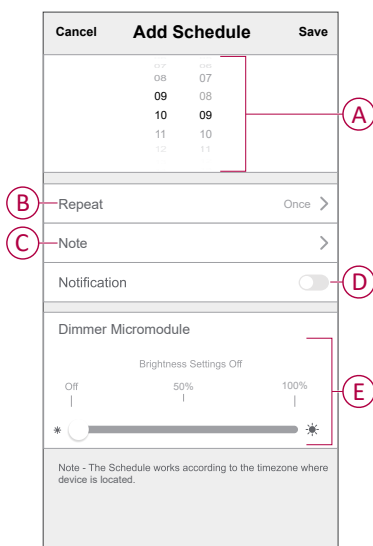 Cancel Add Schedule Save
07 06
08 07
09 08
10 09
11 10
12 11
A
B Repeat Once
C Note
Notification D
Dimmer Micromodule
Brightness Settings Off
Off 50% 100%
E
Note - The Schedule works according to the timezone where
device is located.